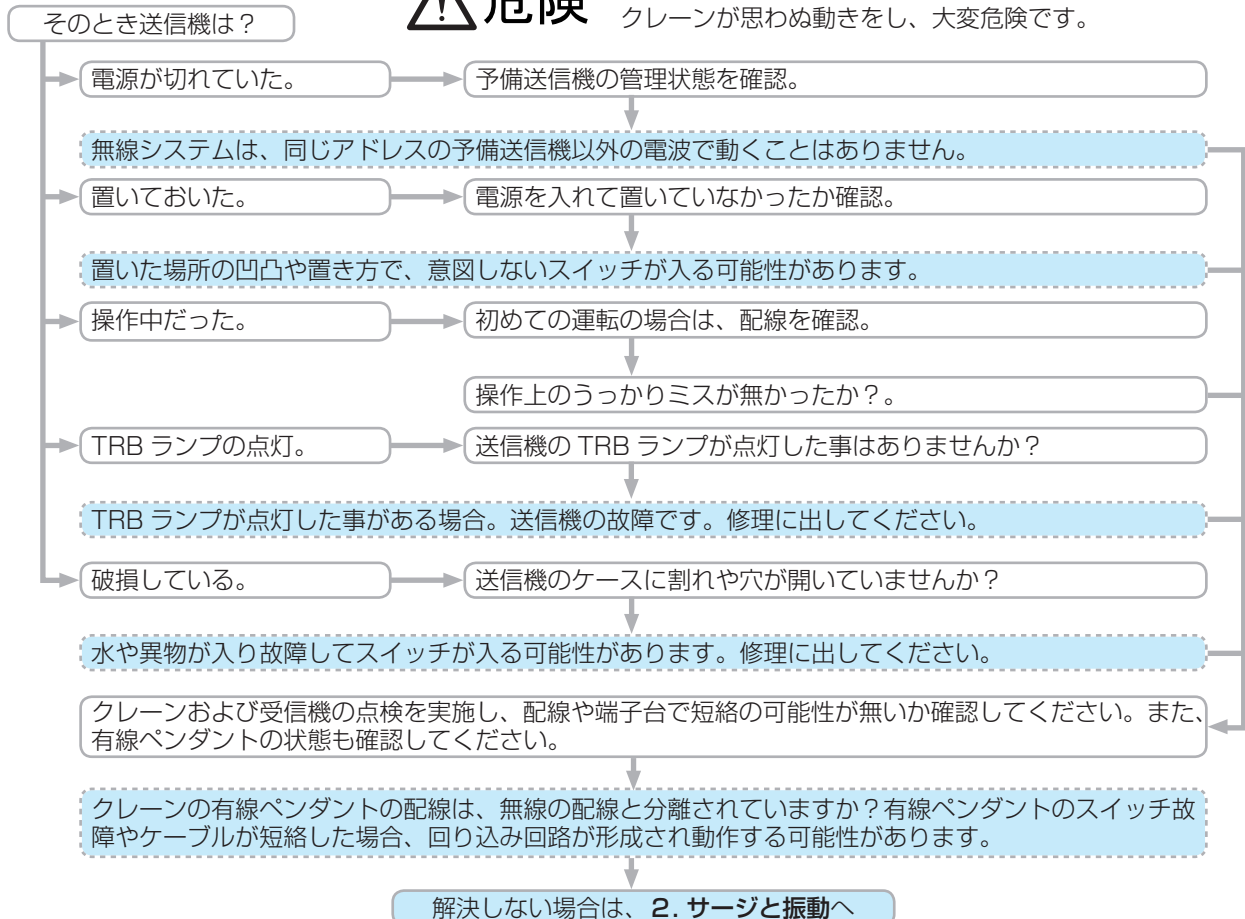 そのとき送信機は？
危険
クレーンが思わぬ動きをし、大変危険です。
電源が切れていた。
予備送信機の管理状態を確認。
無線システムは、同じアドレスの予備送信機以外の電波で動くことはありません。
置いておいた。
電源を入れて置いていなかったか確認。
置いた場所の凹凸や置き方で、意図しないスイッチが入る可能性があります。
操作中だった。
初めての運転の場合は、配線を確認。
操作上のうっかりミスが無かったか？。
TRB ランプの点灯。
送信機の TRB ランプが点灯した事はありませんか？
TRB ランプが点灯した事がある場合。送信機の故障です。修理に出してください。
破損している。
送信機のケースに割れや穴が開いていませんか？
水や異物が入り故障してスイッチが入る可能性があります。修理に出してください。
クレーンおよび受信機の点検を実施し、配線や端子台で短絡の可能性が無いか確認してください。また、
有線ペンダントの状態も確認してください。
クレーンの有線ペンダントの配線は、無線の配線と分離されていますか？有線ペンダントのスイッチ故
障やケーブルが短絡した場合、回り込み回路が形成され動作する可能性があります。
解決しない場合は、2. サージと振動へ